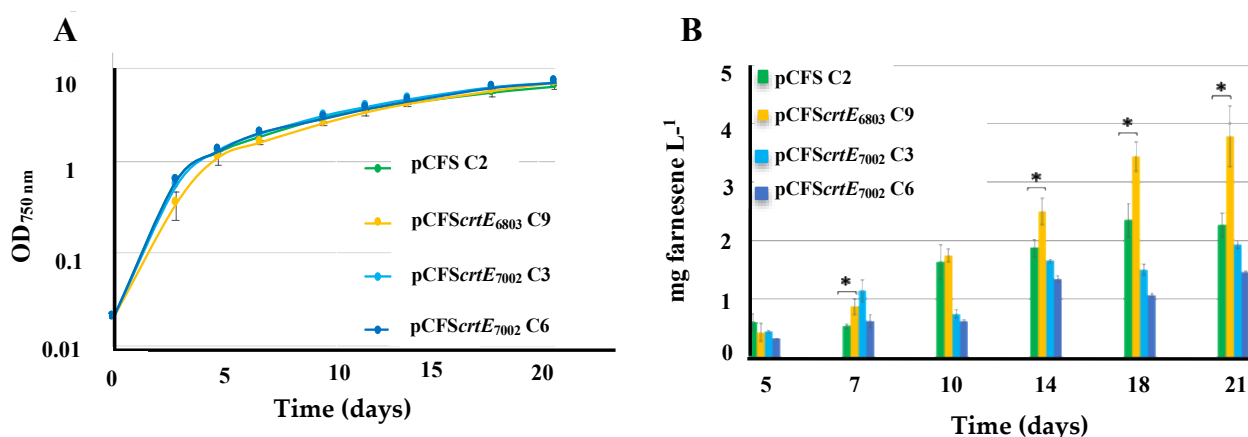 A
10
1
0.1
0.01
OD750 nm
0
5
10
15
20
Time (days)
pCFS C2
pCFScrtE6803 C9
pCFScrtE7002 C3
pCFScrtE7002 C6
B
5
4
3
2
1
0
mg farnesene L-1
pCFS C2
pCFScrtE6803 C9
pCFScrtE7002 C3
pCFScrtE7002 C6
*
*
*
*
5 7 10 14 18 21
Time (days)